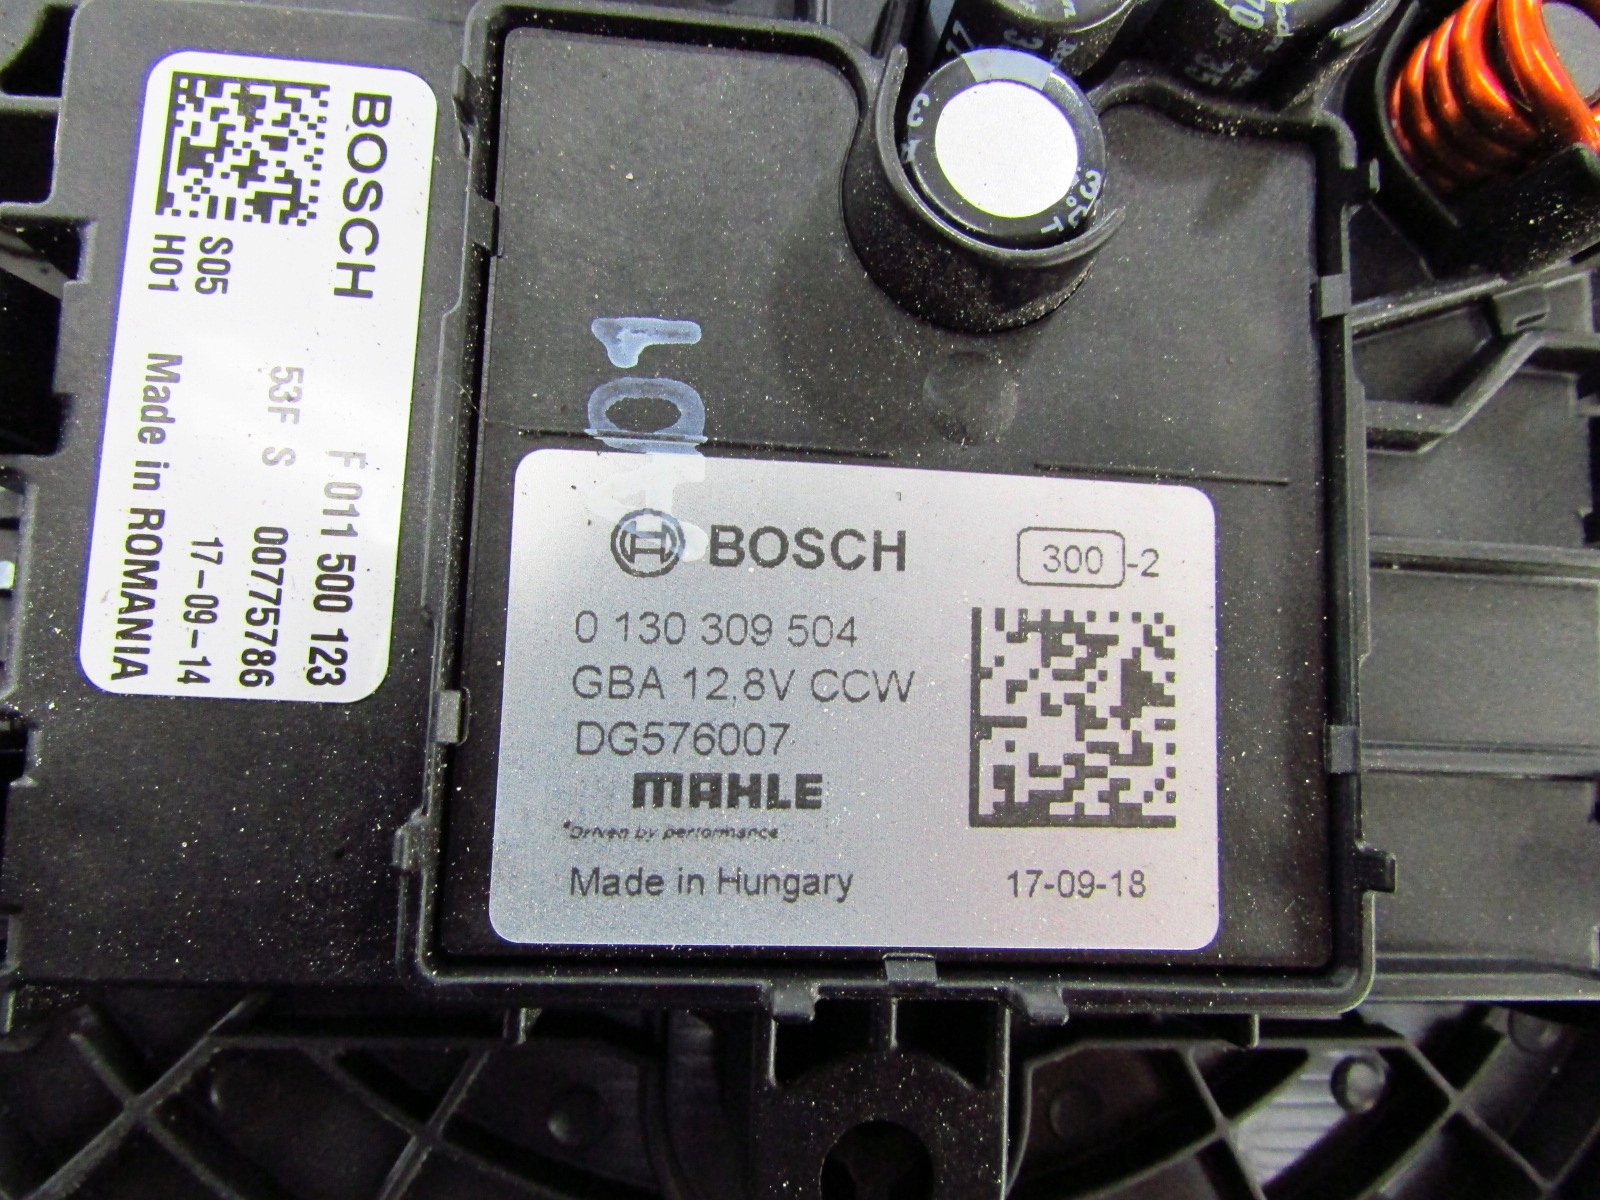 BOSCH
S05
H01
F 011 500 123
53F S 00775786
17-09-14
Made in ROMANIA
401
BOSCH
300 -2
0 130 309 504
GBA 12,8V CCW
DG576007
MAHLE
Driven by performance
Made in Hungary
17-09-18